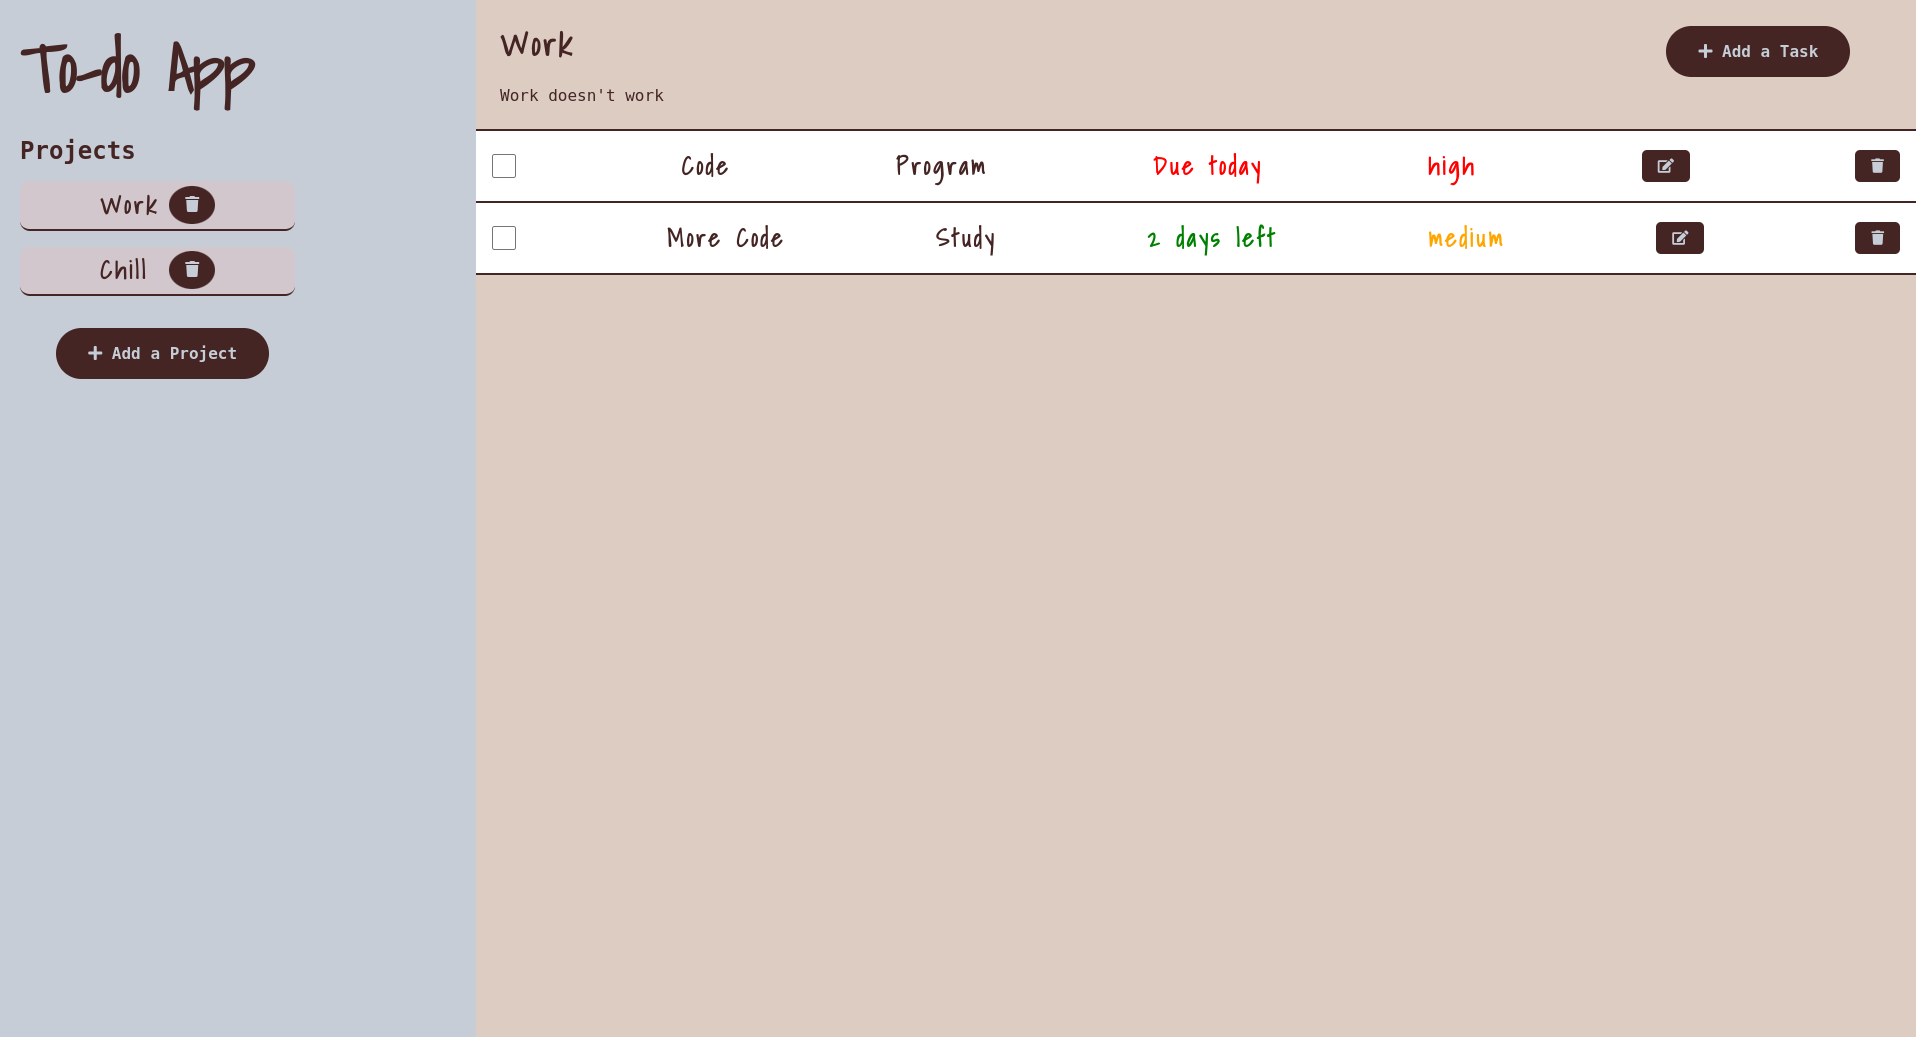 To-do App
Projects
Work
Chill
Add a Project
Work
Add a Task
Work doesn't work
Code Program Due today high
More Code Study 2 days left medium